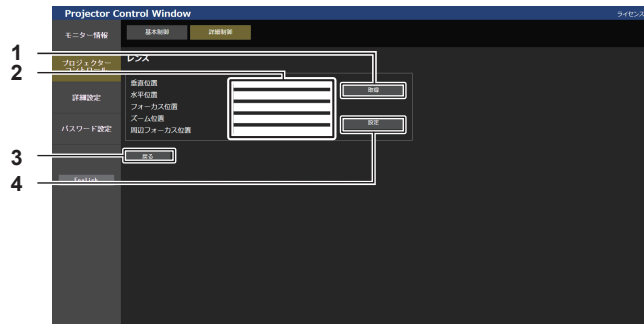 Projector Control Window
ライセンス
モニター情報
基本制御
詳細制御
1
2
プロジェクター
コントロール
レンズ
垂直位置
水平位置
フォーカス位置
ズーム位置
周辺フォーカス位置
取得
設定
詳細設定
パスワード設定
3
戻る
4
English